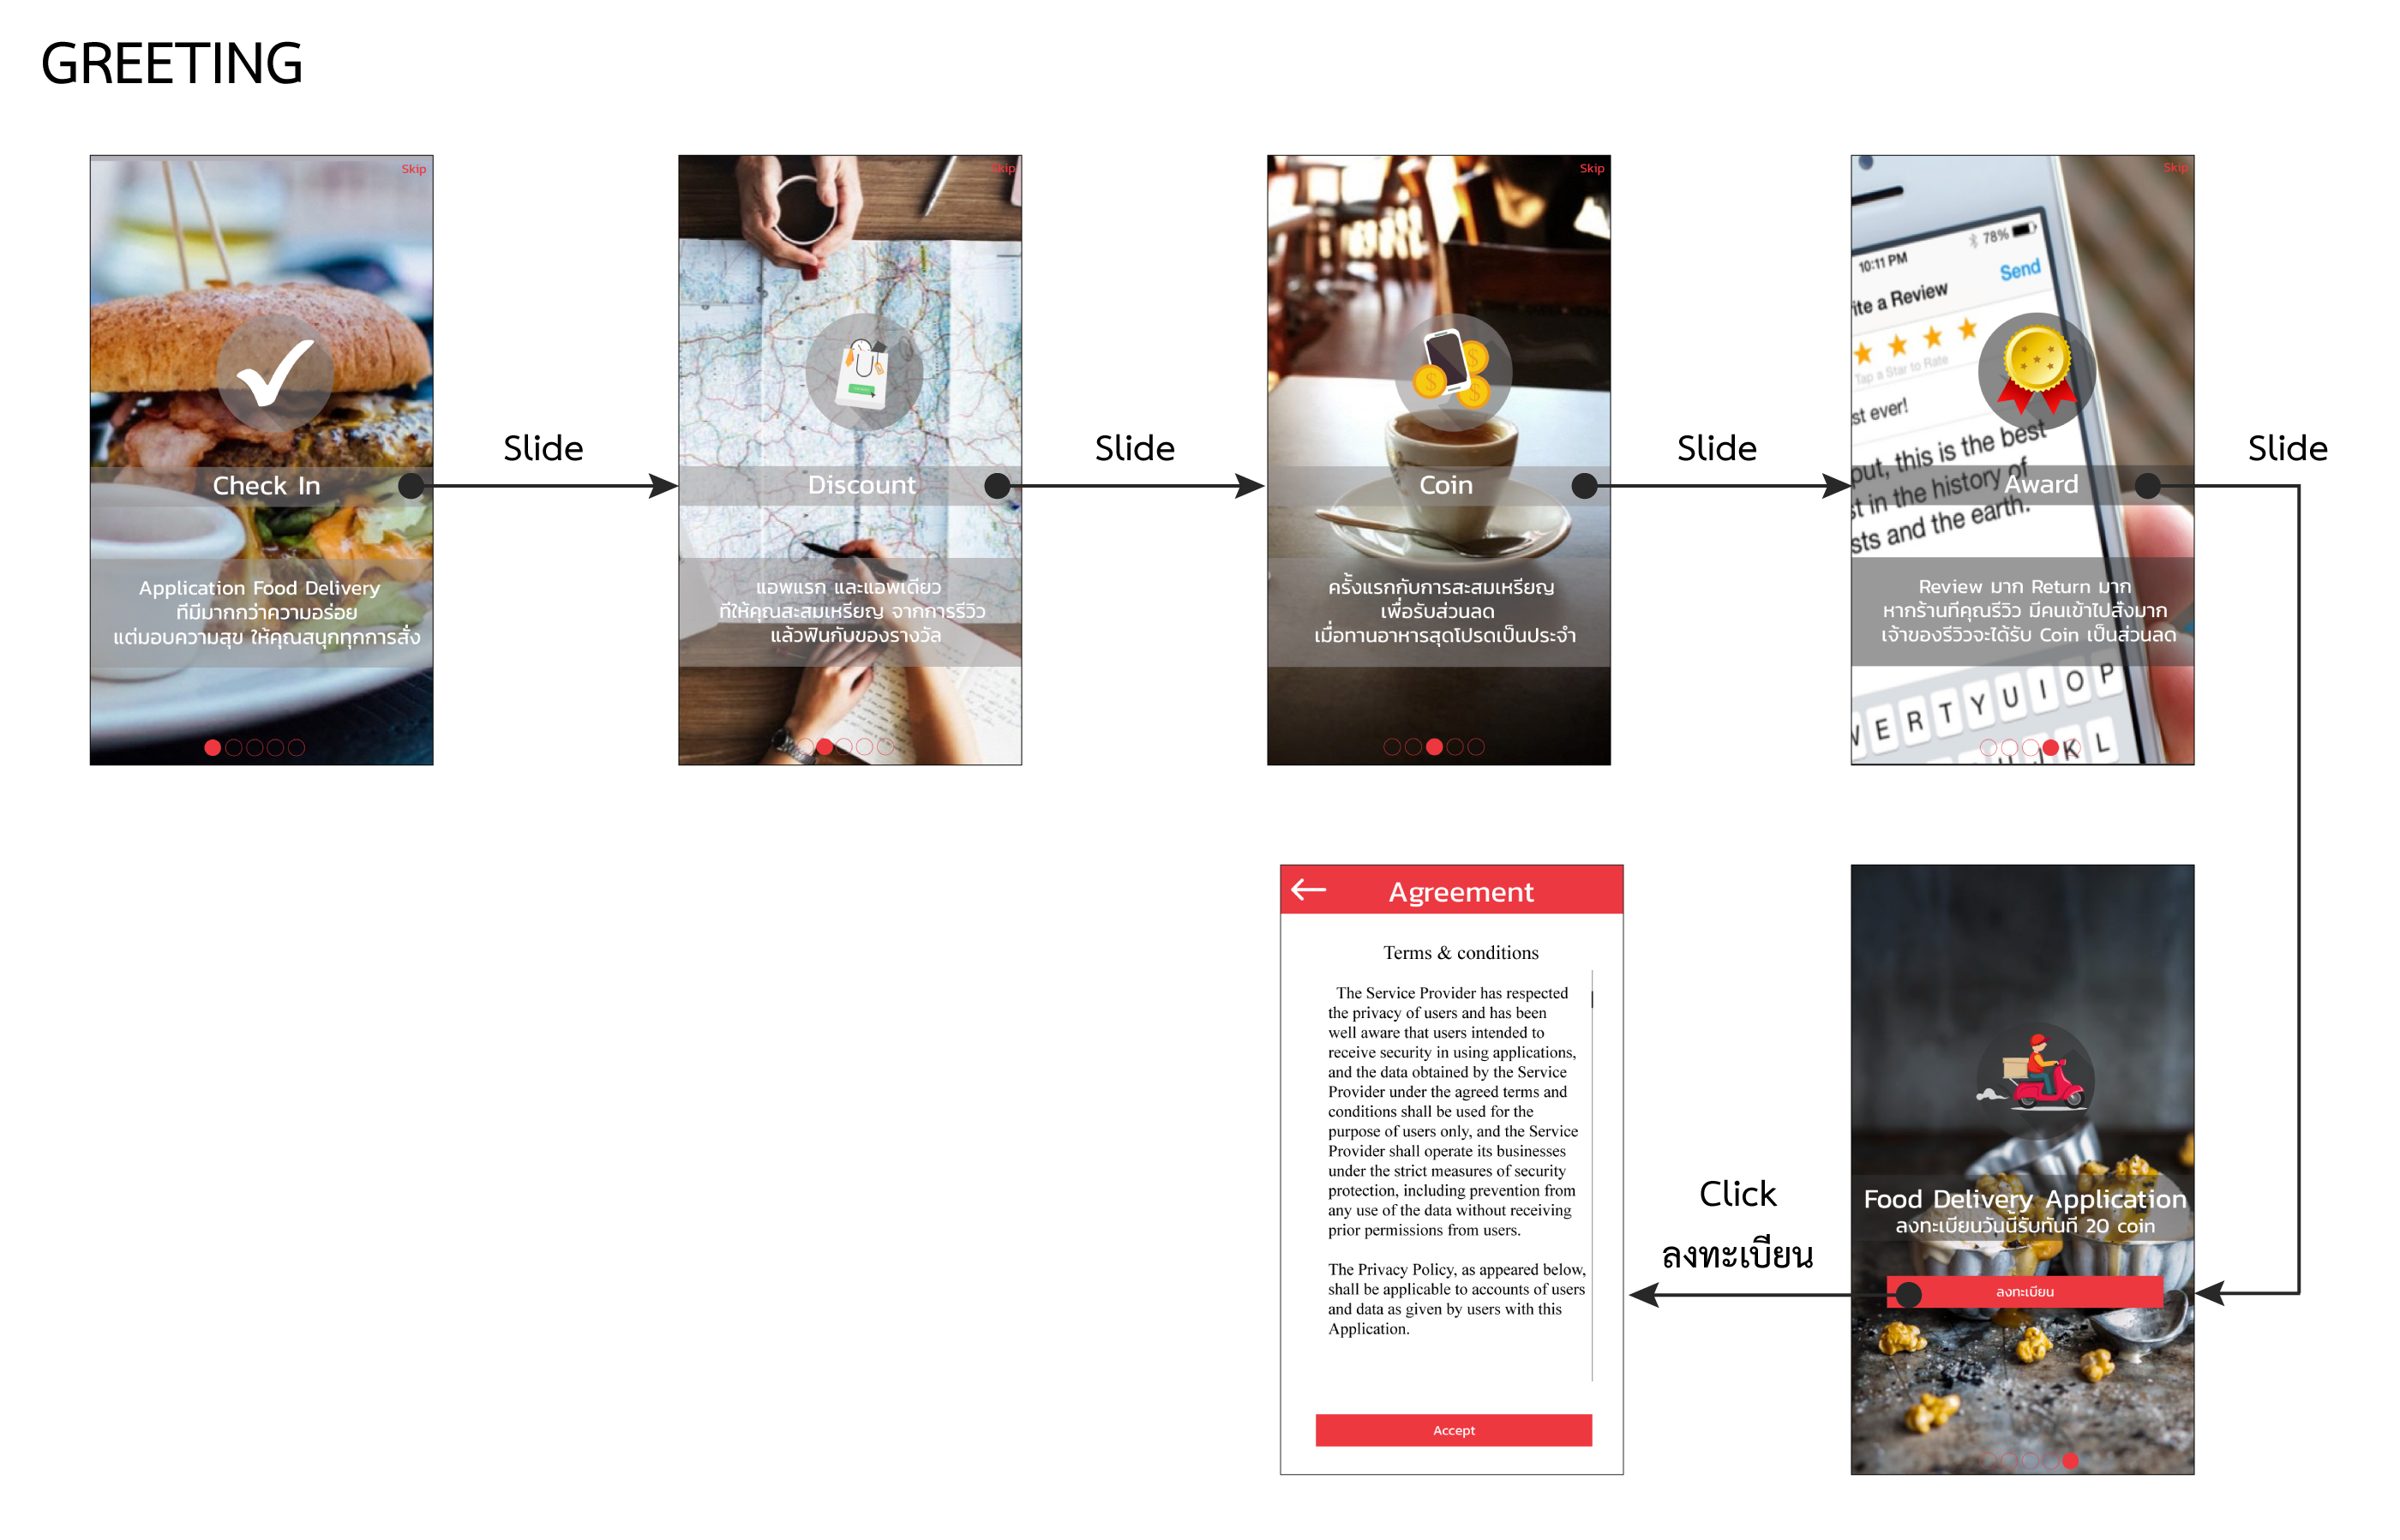 GREETING
Skip
Check In
Application Food Delivery
ที่มีมากกว่าความอร่อย
แต่มอบความสุข ให้คุณสนุกทุกการสั่ง
Slide
Skip
Discount
แอพแรก และแอพเดียว
ที่ให้คุณสะสมเหรียญ จากการรีวิว
แล้วฟินกับของรางวัล
Slide
Skip
Coin
ครั้งแรกกับการสะสมเหรียญ
เพื่อรับส่วนลด
เมื่อทานอาหารสุดโปรดเป็นประจำ
Slide
Skip
78%
10:11 PM
Send
ite a Review
Tap a Star to Rate
st ever!
out, this is the best
st in the history of
sts and the earth.
Award
Review มาก Return มาก
หากร้านที่คุณรีวิว มีคนเข้าไปสั่งมาก
เจ้าของรีวิวจะได้รับ Coin เป็นส่วนลด
E R T Y U I O P
J K L
Slide
Food Delivery Application
ลงทะเบียนวันนี้รับทันที 20 coin
ลงทะเบียน
Click
ลงทะเบียน
Agreement
Terms & conditions
The Service Provider has respected
the privacy of users and has been
well aware that users intended to
receive security in using applications,
and the data obtained by the Service
Provider under the agreed terms and
conditions shall be used for the
purpose of users only, and the Service
Provider shall operate its businesses
under the strict measures of security
protection, including prevention from
any use of the data without receiving
prior permissions from users.
The Privacy Policy, as appeared below,
shall be applicable to accounts of users
and data as given by users with this
Application.
Accept